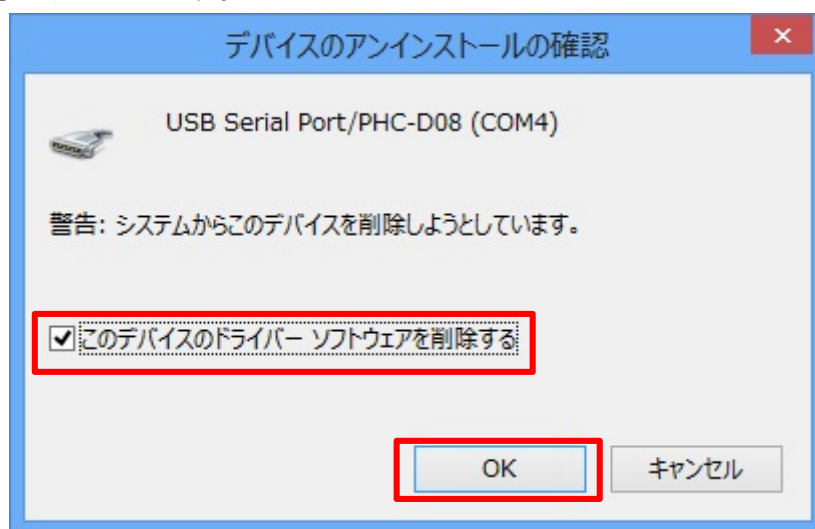 デバイスのアンインストールの確認
USB Serial Port/PHC-D08 (COM4)
警告: システムからこのデバイスを削除しようとしています。
このデバイスのドライバー ソフトウェアを削除する
OK
キャンセル